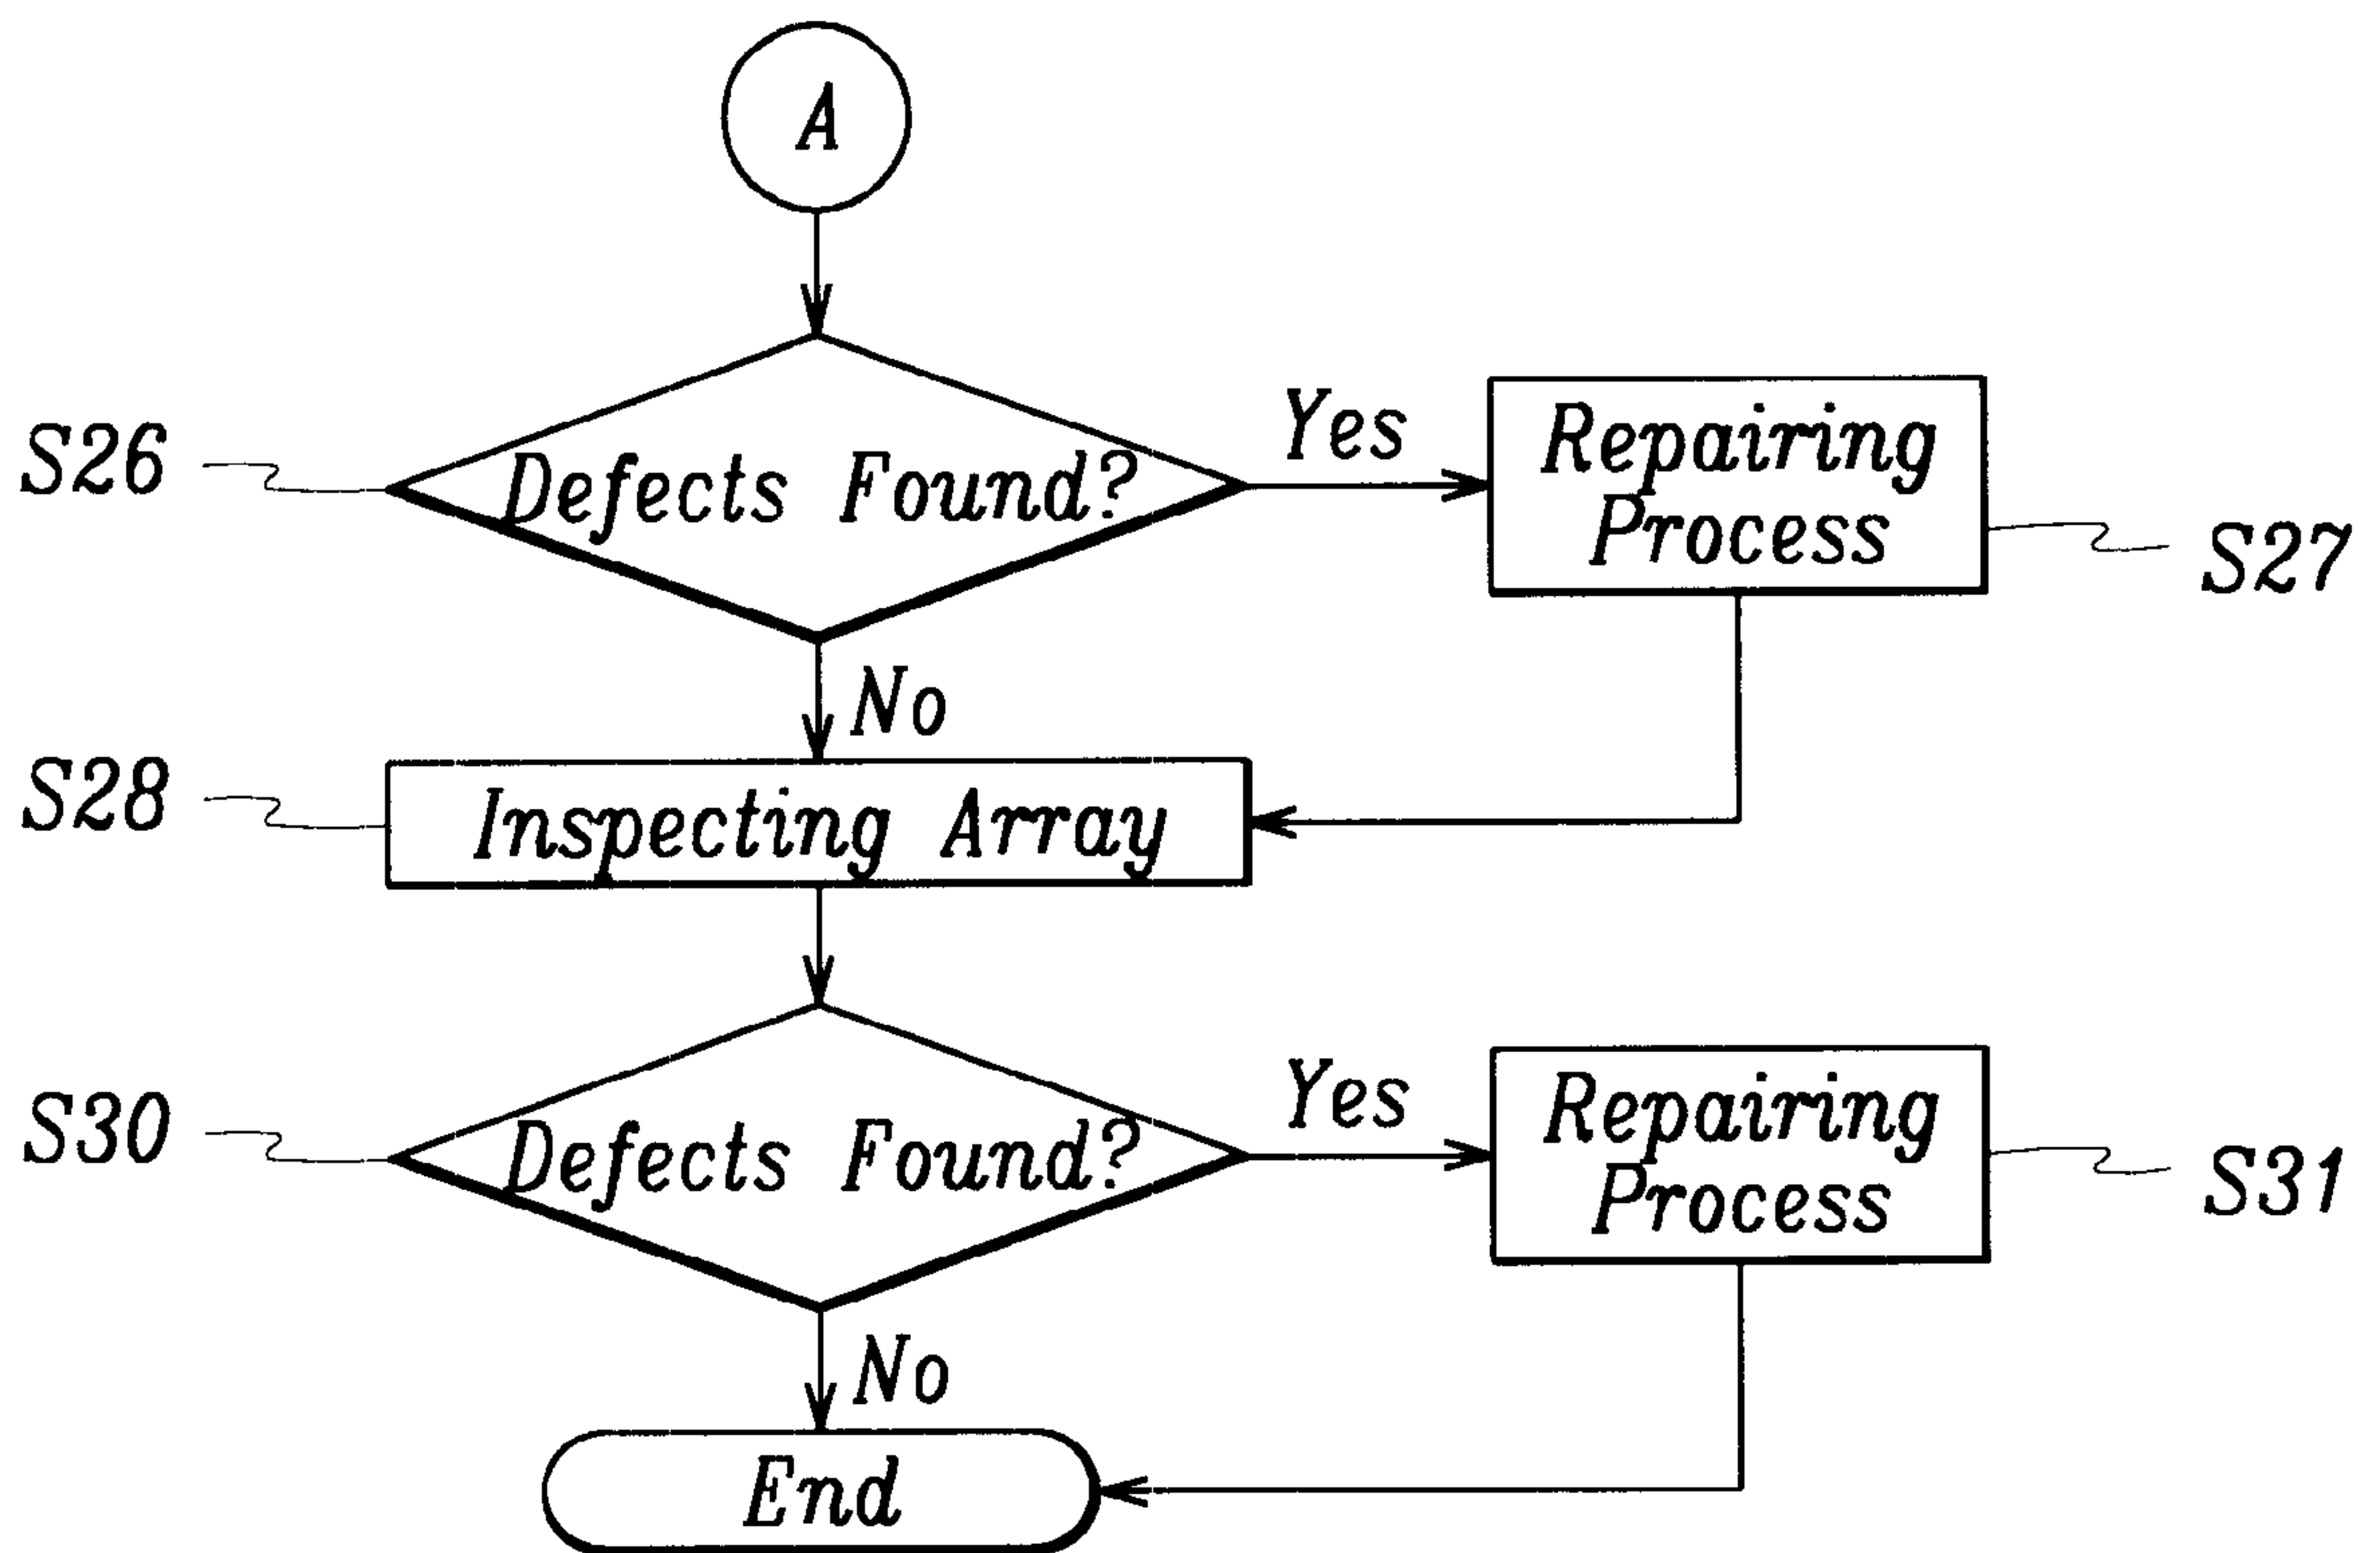 A
S26
Defects Found?
Yes
Repairing
Process
S27
No
S28
Inspecting Array
S30
Defects Found?
Yes
Repairing
Process
S31
No
End